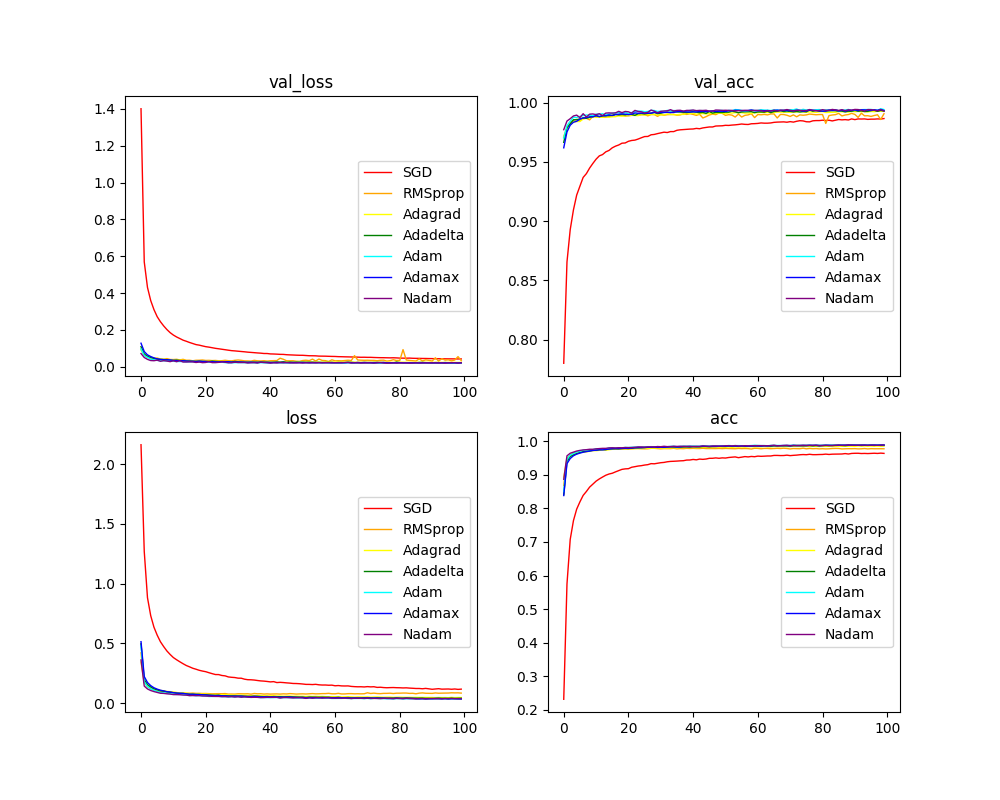 val_loss
1.4
1.2
1.0
0.8
0.6
0.4
0.2
0.0
0 20 40 60 80 100
SGD
RMSprop
Adagrad
Adadelta
Adam
Adamax
Nadam
val_acc
1.00
0.95
0.90
0.85
0.80
0 20 40 60 80 100
SGD
RMSprop
Adagrad
Adadelta
Adam
Adamax
Nadam
loss
2.0
1.5
1.0
0.5
0.0
0 20 40 60 80 100
SGD
RMSprop
Adagrad
Adadelta
Adam
Adamax
Nadam
acc
1.0
0.9
0.8
0.7
0.6
0.5
0.4
0.3
0.2
0 20 40 60 80 100
SGD
RMSprop
Adagrad
Adadelta
Adam
Adamax
Nadam